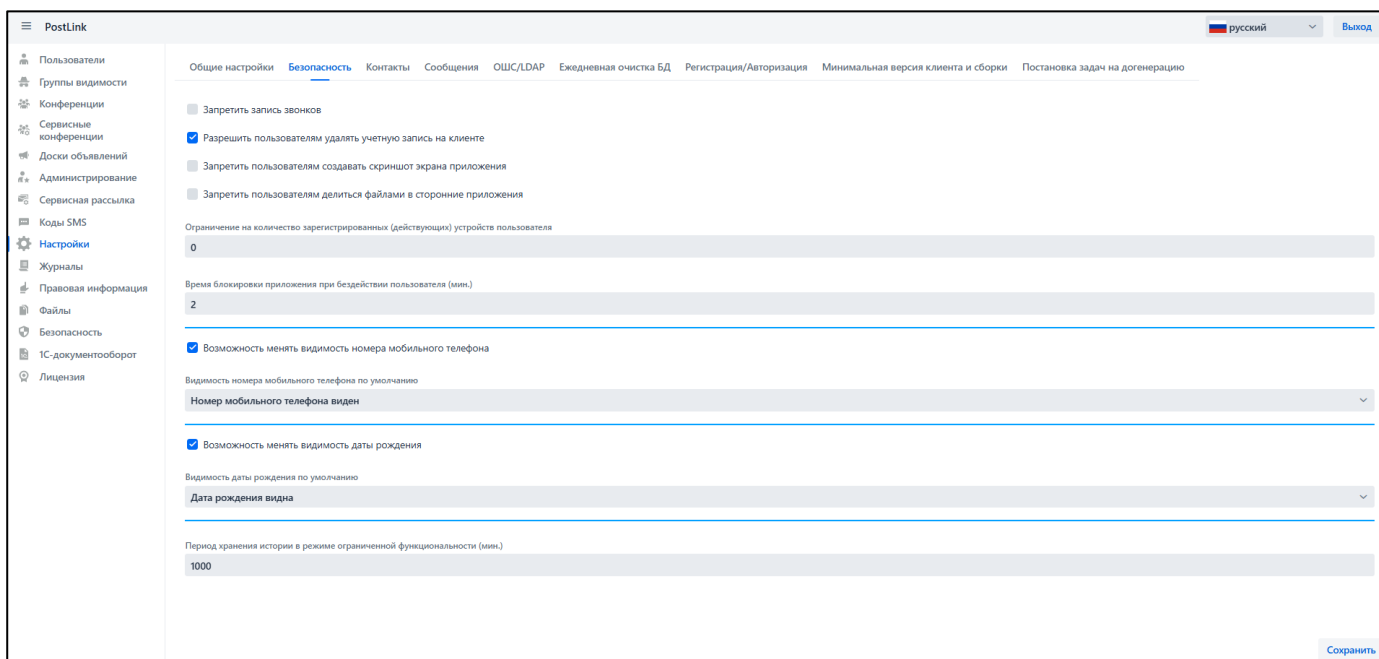 PostLink
русский
Выход
Пользователи
Группы видимости
Конференции
Сервисные
конференции
Доски объявлений
Администрирование
Сервисная рассылка
Коды SMS
Настройки
Журналы
Правовая информация
Файлы
Безопасность
1С-документооборот
Лицензия
Общие настройки Безопасность Контакты Сообщения ОШС/LDAP Ежедневная очистка БД Регистрация/Авторизация Минимальная версия клиента и сборки Постановка задач на догенерацию
Запретить запись звонков
Разрешить пользователям удалять учетную запись на клиенте
Запретить пользователям создавать скриншот экрана приложения
Запретить пользователям делиться файлами в сторонние приложения
Ограничение на количество зарегистрированных (действующих) устройств пользователя
0
Время блокировки приложения при бездействии пользователя (мин.)
2
Возможность менять видимость номера мобильного телефона
Видимость номера мобильного телефона по умолчанию
Номер мобильного телефона виден
Возможность менять видимость даты рождения
Видимость даты рождения по умолчанию
Дата рождения видна
Период хранения истории в режиме ограниченной функциональности (мин.)
1000
Сохранить